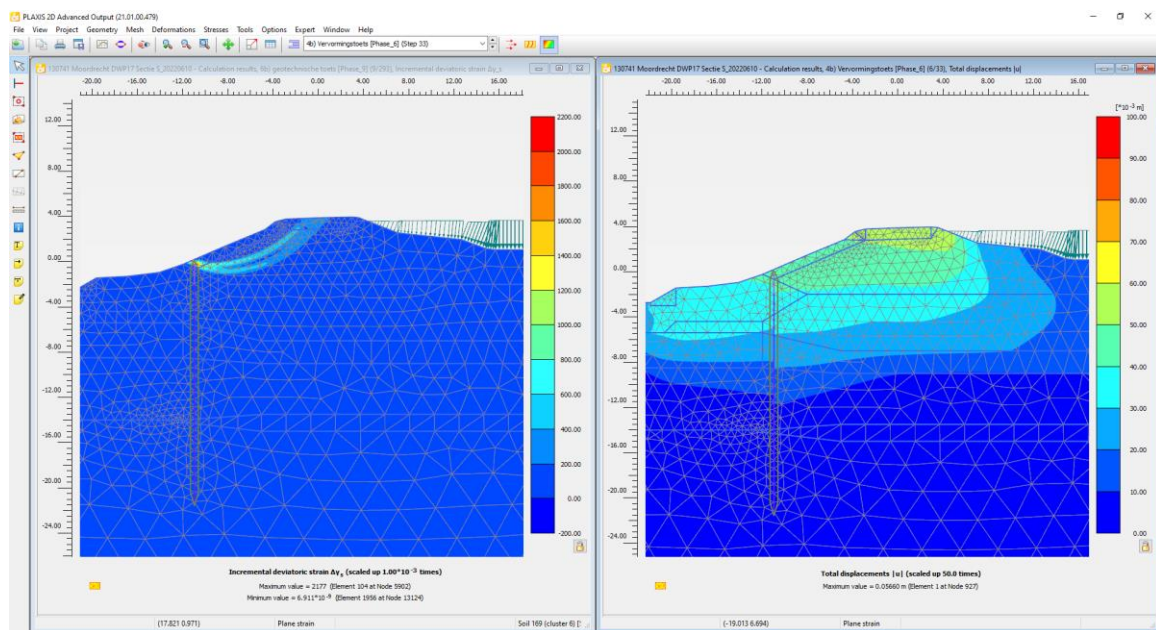 PLAXIS 2D Advanced Output (21.01.00.479)
File View Project Geometry Mesh Deformations Stresses Tools Options Expert Window Help
4b) Vervormingstoets [Phase_6] (Step 33)
130741 Moordrecht DWP17 Sectie S_20220610 - Calculation results, 4b) geotechnische toets [Phase_9] (9/293), Incremental deviatoric strain Δγ_s
-20.00 -16.00 -12.00 -8.00 -4.00 0.00 4.00 8.00 12.00 16.00
12.00
8.00
4.00
0.00
-4.00
-8.00
-12.00
-16.00
-20.00
-24.00
2200.00
2000.00
1800.00
1600.00
1400.00
1200.00
1000.00
800.00
600.00
400.00
200.00
0.00
-200.00
Incremental deviatoric strain Δγs (scaled up 1.00*10-3 times)
Maximum value = 2177 (Element 104 at Node 5902)
Minimum value = 6.911*10-9 (Element 1956 at Node 13124)
(17.821 0.971) Plane strain Soil 169 (cluster 6)
130741 Moordrecht DWP17 Sectie S_20220610 - Calculation results, 4b) Vervormingstoets [Phase_6] (6/33), Total displacements |u|
-20.00 -16.00 -12.00 -8.00 -4.00 0.00 4.00 8.00 12.00 16.00
12.00
8.00
4.00
0.00
-4.00
-8.00
-12.00
-16.00
-20.00
-24.00
[*10-3 m]
100.00
90.00
80.00
70.00
60.00
50.00
40.00
30.00
20.00
10.00
0.00
Total displacements |u| (scaled up 50.0 times)
Maximum value = 0.05660 m (Element 1 at Node 927)
(-19.013 6.694) Plane strain